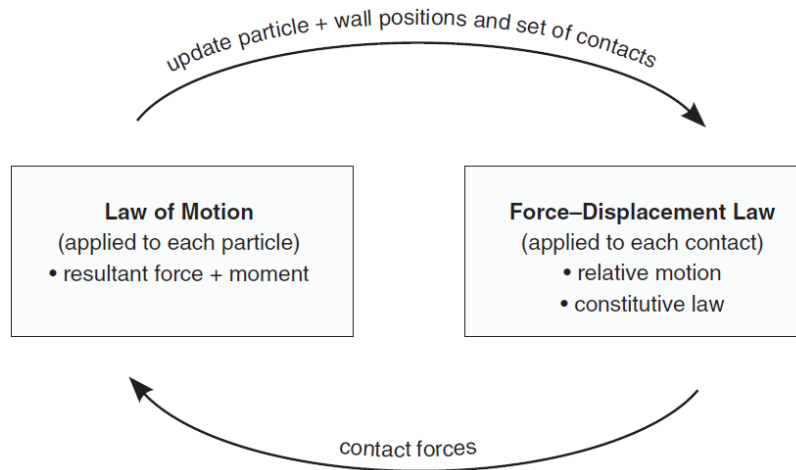 update particle + wall positions and set of contacts
Law of Motion
(applied to each particle)
• resultant force + moment
Force–Displacement Law
(applied to each contact)
• relative motion
• constitutive law
contact forces